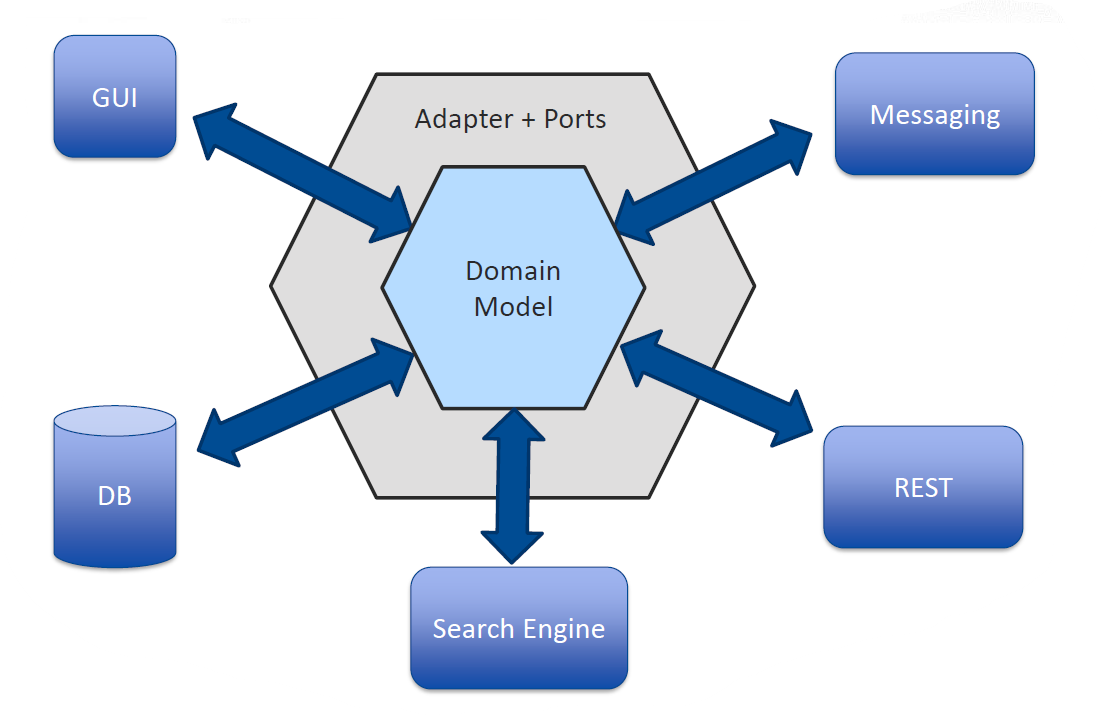 GUI
Adapter + Ports
Messaging
Domain
Model
DB
REST
Search Engine